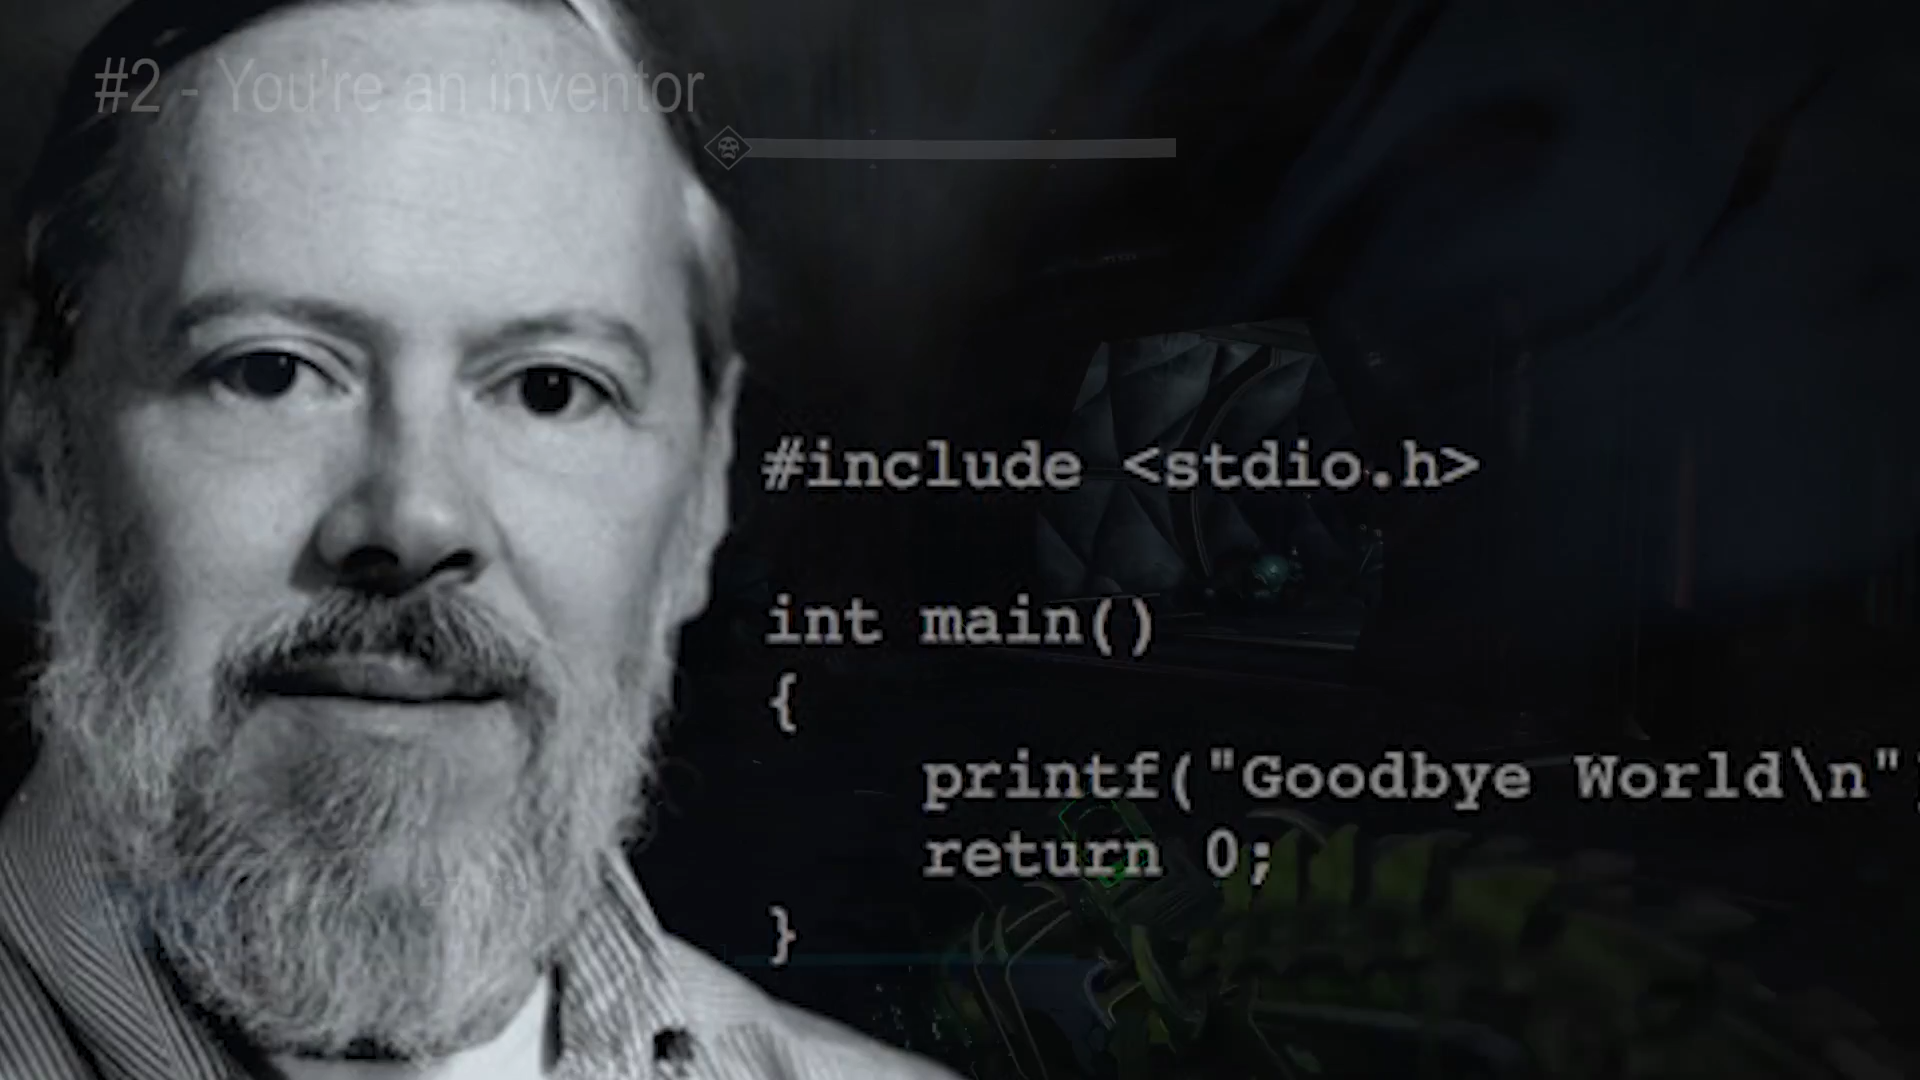 #2 - You're an inventor
#include <stdio.h>
int main()
{
printf("Goodbye World\n"
return 0;
}